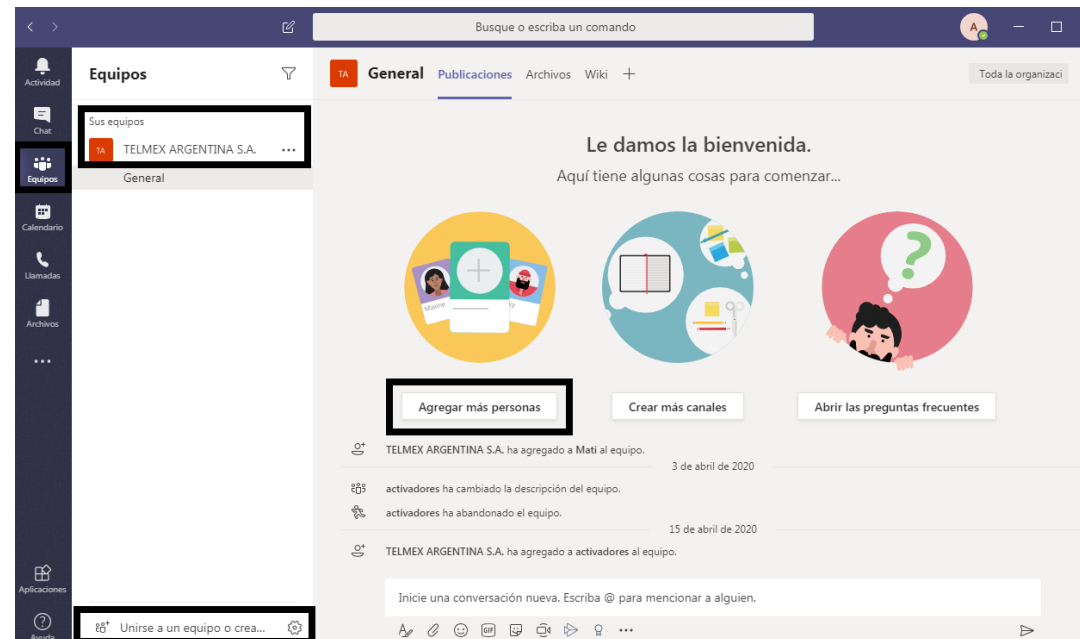 Busque o escriba un comando
A
Actividad
Chat
Equipos
Calendario
Llamadas
Archivos
Aplicaciones
Ayuda
Equipos
Sus equipos
TA TELMEX ARGENTINA S.A. ...
General
Unirse a un equipo o crea...
TA General Publicaciones Archivos Wiki +
Toda la organizaci
Le damos la bienvenida.
Aquí tiene algunas cosas para comenzar...
Maxine
Agregar más personas
Crear más canales
Abrir las preguntas frecuentes
TELMEX ARGENTINA S.A. ha agregado a Mati al equipo.
3 de abril de 2020
activadores ha cambiado la descripción del equipo.
activadores ha abandonado el equipo.
15 de abril de 2020
TELMEX ARGENTINA S.A. ha agregado a activadores al equipo.
Inicie una conversación nueva. Escriba @ para mencionar a alguien.
GIF